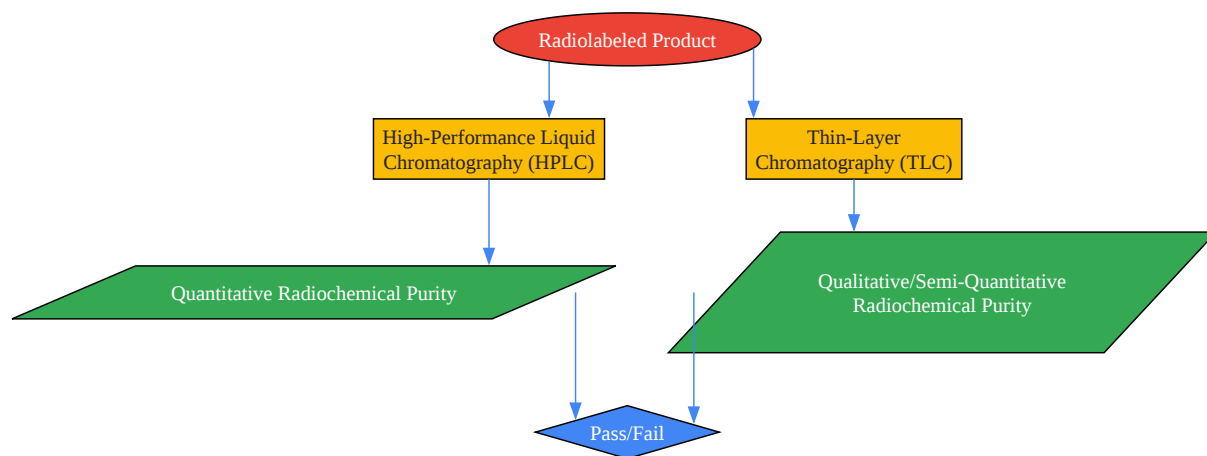 Radiolabeled Product
High-Performance Liquid
Chromatography (HPLC)
Thin-Layer
Chromatography (TLC)
Quantitative Radiochemical Purity
Qualitative/Semi-Quantitative
Radiochemical Purity
Pass/Fail